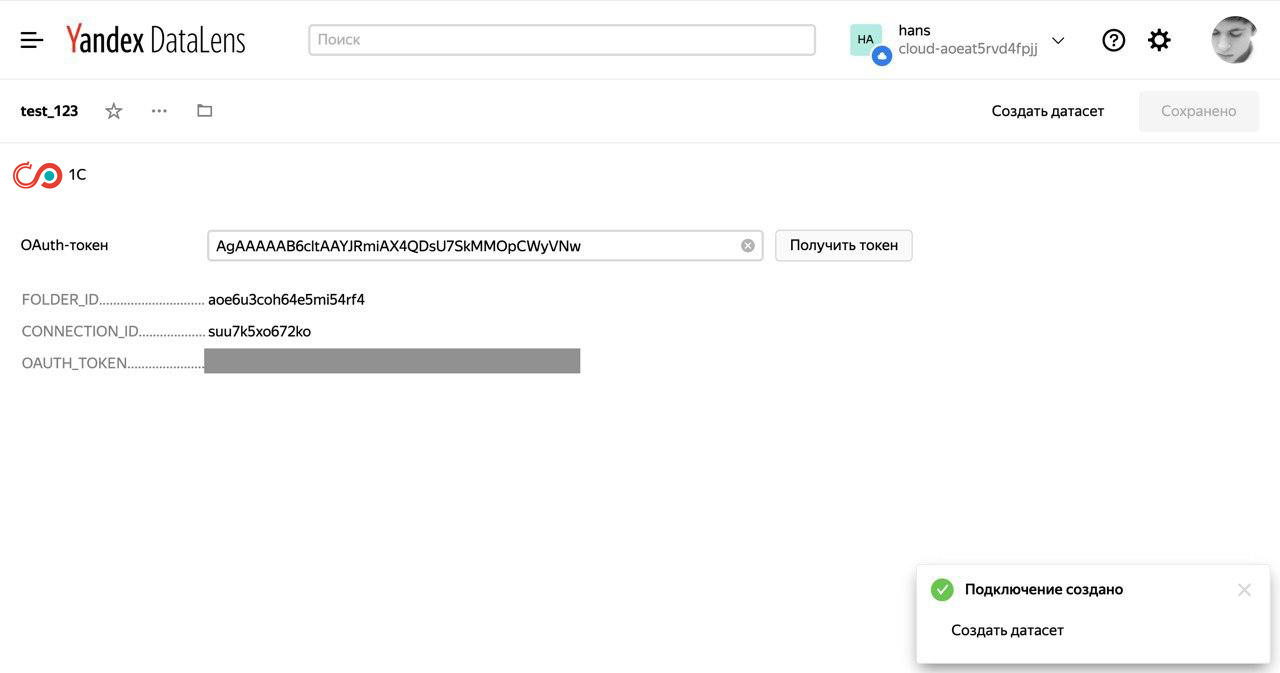 Yandex DataLens
Поиск
HA
hans
cloud-aoeat5rvd4fpjj
test_123
Создать датасет
Сохранено
1C
OAuth-токен
AgAAAAAB6cltAAYJRmiAX4QDsU7SkMMOpCWyVNw
Получить токен
FOLDER_ID.............................. aoe6u3coh64e5mi54rf4
CONNECTION_ID................... suu7k5xo672ko
OAUTH_TOKEN......................
Подключение создано
Создать датасет